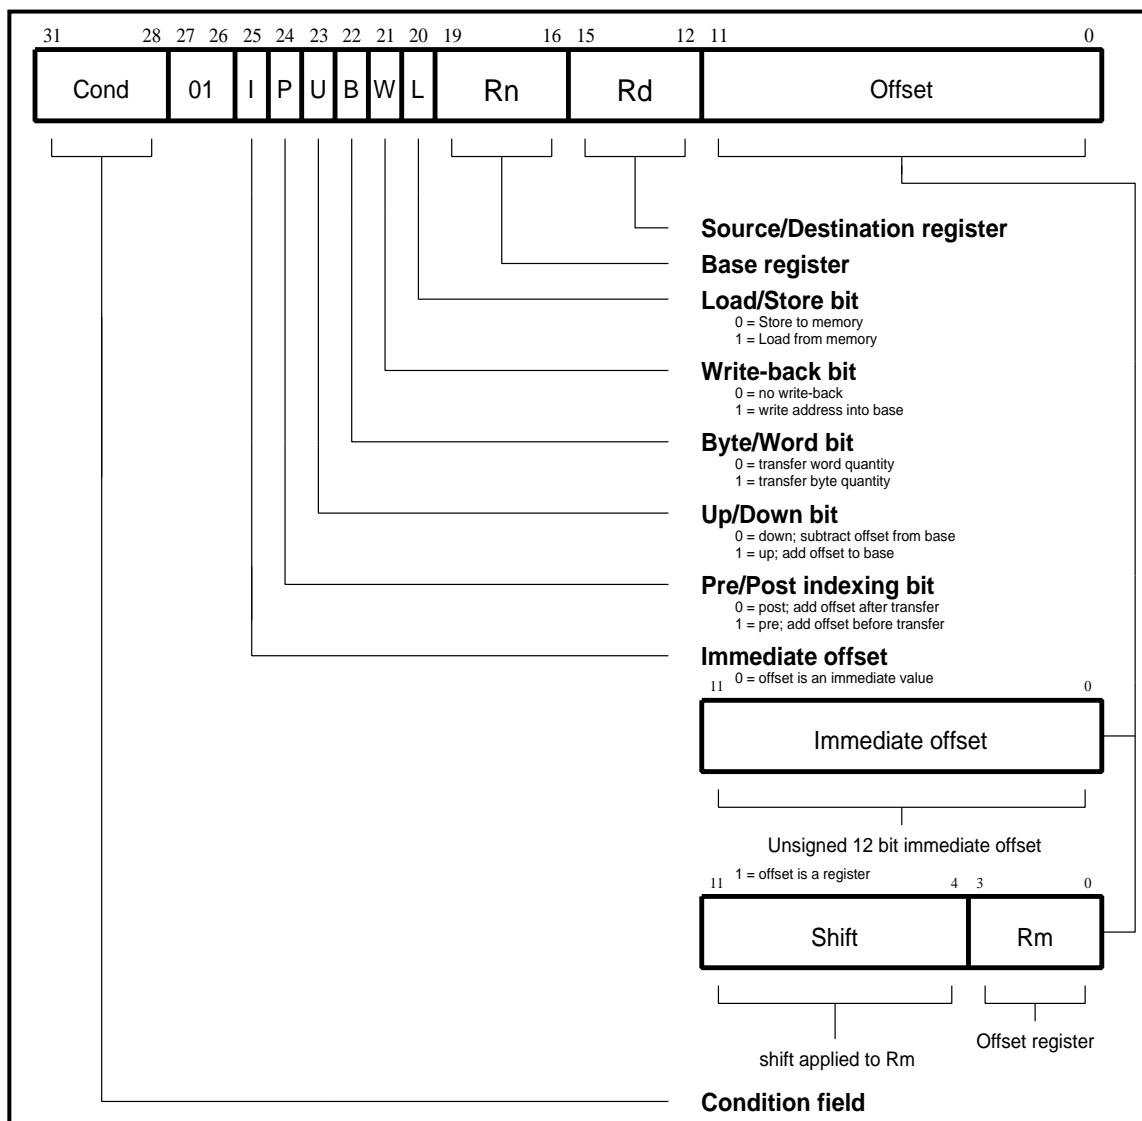 31 28 27 26 25 24 23 22 21 20 19 16 15 12 11 0
Cond 01 I P U B W L Rn Rd Offset
Source/Destination register
Base register
Load/Store bit
0 = Store to memory
1 = Load from memory
Write-back bit
0 = no write-back
1 = write address into base
Byte/Word bit
0 = transfer word quantity
1 = transfer byte quantity
Up/Down bit
0 = down; subtract offset from base
1 = up; add offset to base
Pre/Post indexing bit
0 = post; add offset after transfer
1 = pre; add offset before transfer
Immediate offset
0 = offset is an immediate value
11 0
Immediate offset
Unsigned 12 bit immediate offset
1 = offset is a register
11 4 3 0
Shift Rm
Offset register
shift applied to Rm
Condition field